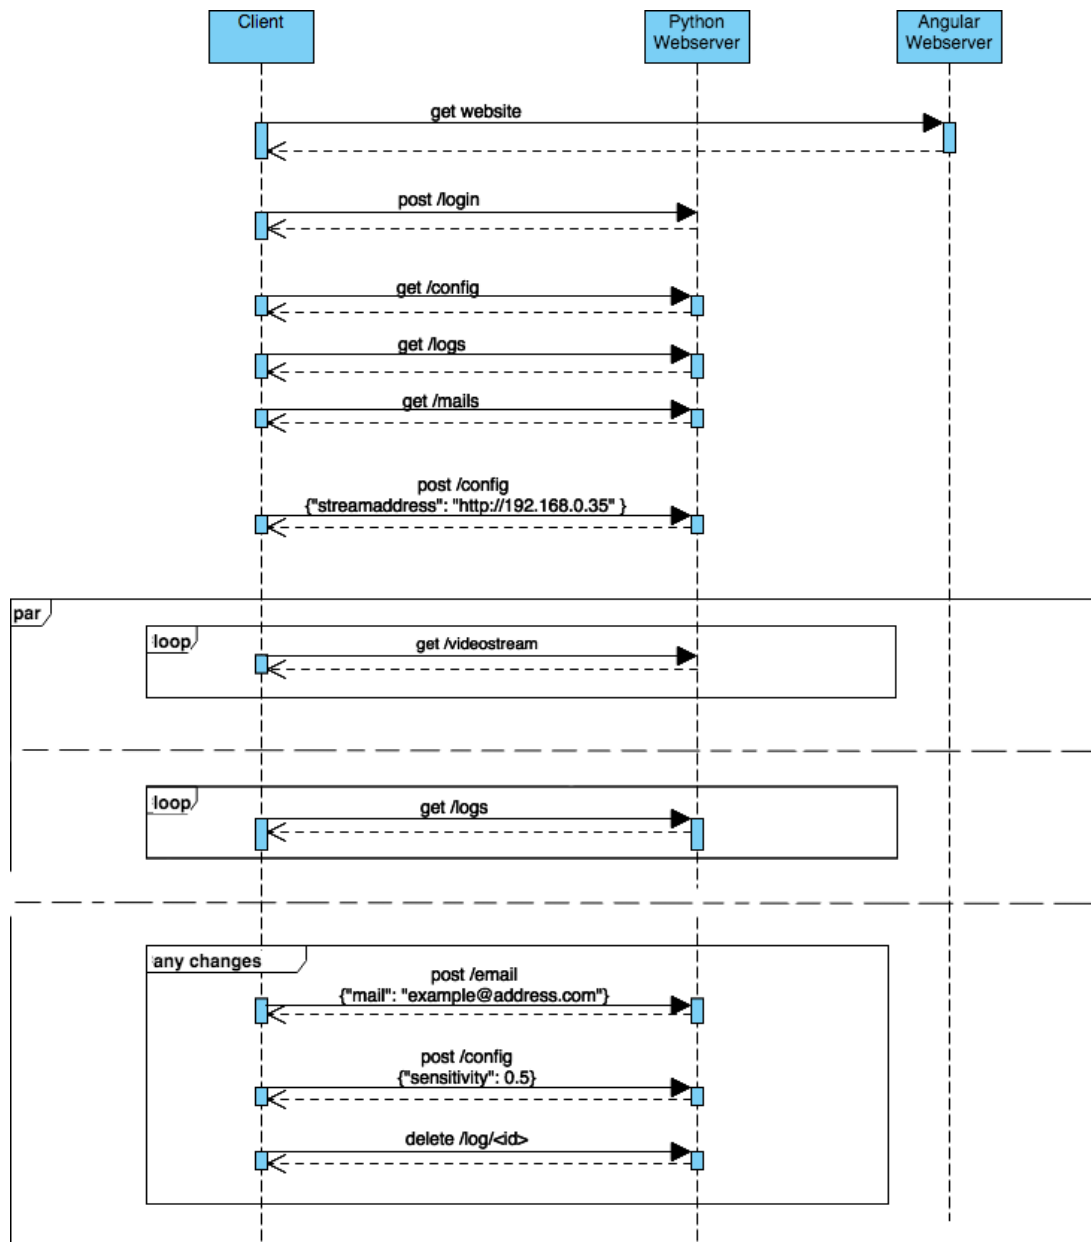 Client
Python
Webserver
Angular
Webserver
get website
post /login
get /config
get /logs
get /mails
post /config
{"streamaddress": "http://192.168.0.35" }
par
loop
get /videostream
loop
get /logs
any changes
post /email
{"mail": "example@address.com"}
post /config
{"sensitivity": 0.5}
delete /log/<id>